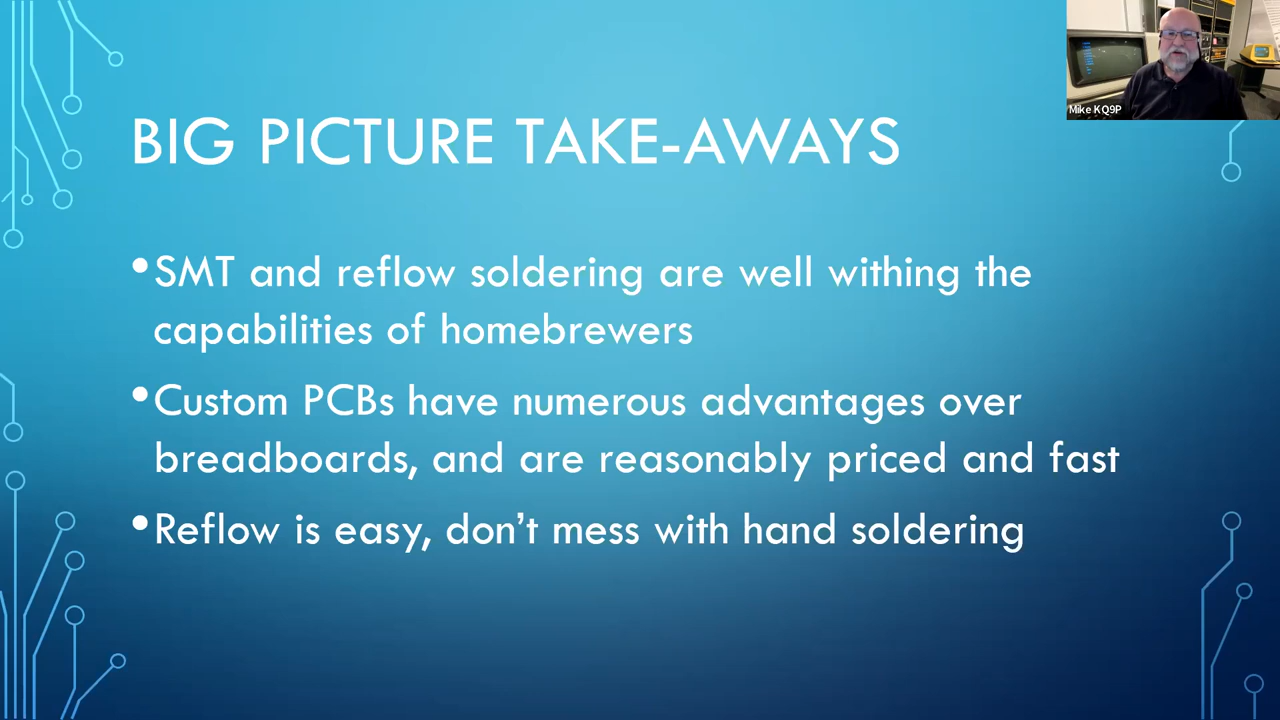 Mike KQ9P
BIG PICTURE TAKE-AWAYS
•SMT and reflow soldering are well withing the
capabilities of homebrewers
•Custom PCBs have numerous advantages over
breadboards, and are reasonably priced and fast
•Reflow is easy, don’t mess with hand soldering